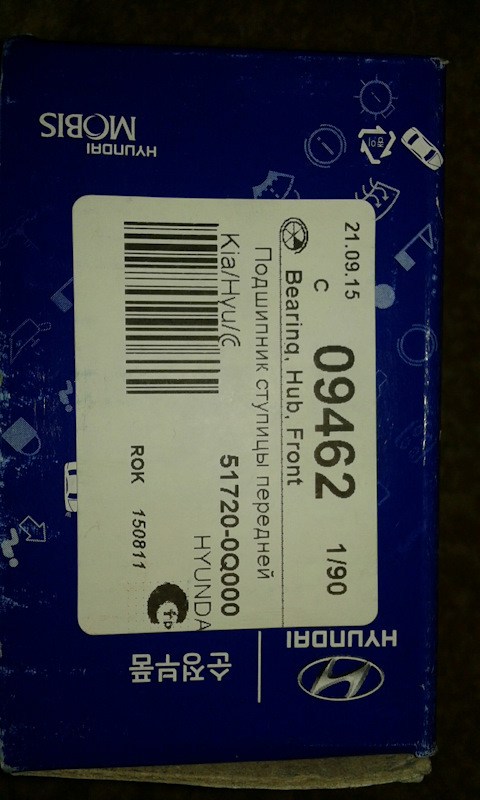 HYUNDAI
MOBIS
21.09.15
C 09462 1/90
Bearing, Hub, Front
Подшипник ступицы передней
Kia/Hyu/C 51720-0Q000
HYUNDA
ROK 150811
HYUNDAI
순정부품